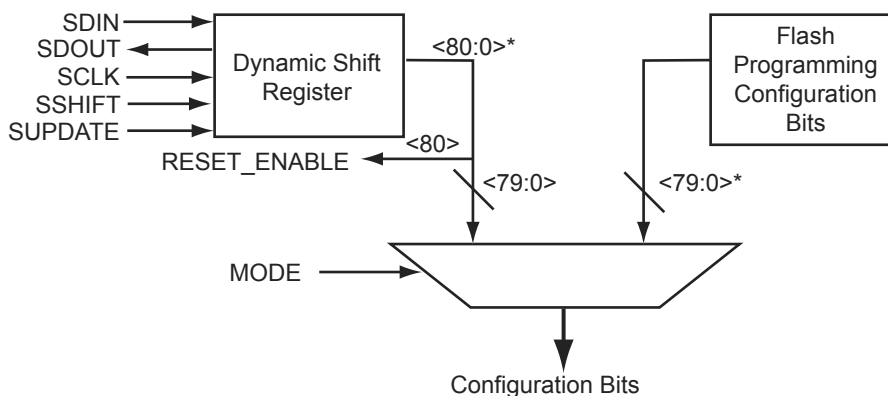 SDIN
SDOUT
SCLK
SSHIFT
SUPDATE
Dynamic Shift
Register
<80:0>*
Flash
Programming
Configuration
Bits
<80>
RESET_ENABLE
<79:0>
<79:0>*
MODE
Configuration Bits